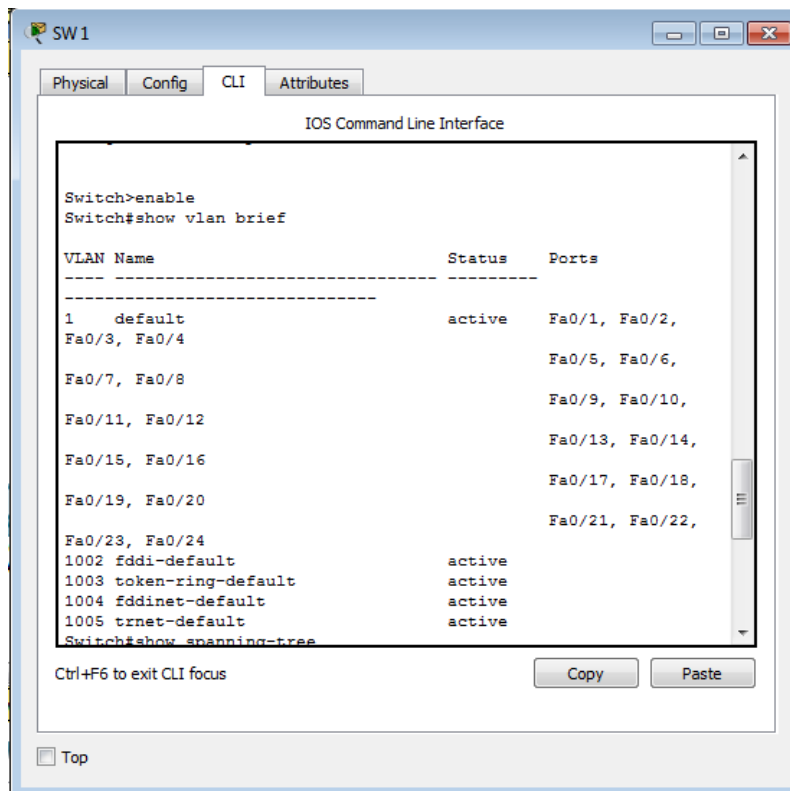 SW1
Physical Config CLI Attributes
IOS Command Line Interface
Switch>enable
Switch#show vlan brief
VLAN Name Status Ports
---- -------------------------------- ---------
-------------------------------
1 default active Fa0/1, Fa0/2,
Fa0/3, Fa0/4
Fa0/5, Fa0/6,
Fa0/7, Fa0/8
Fa0/9, Fa0/10,
Fa0/11, Fa0/12
Fa0/13, Fa0/14,
Fa0/15, Fa0/16
Fa0/17, Fa0/18,
Fa0/19, Fa0/20
Fa0/21, Fa0/22,
Fa0/23, Fa0/24
1002 fddi-default active
1003 token-ring-default active
1004 fddinet-default active
1005 trnet-default active
Switch#show spanning-tree
Ctrl+F6 to exit CLI focus
Copy Paste
Top